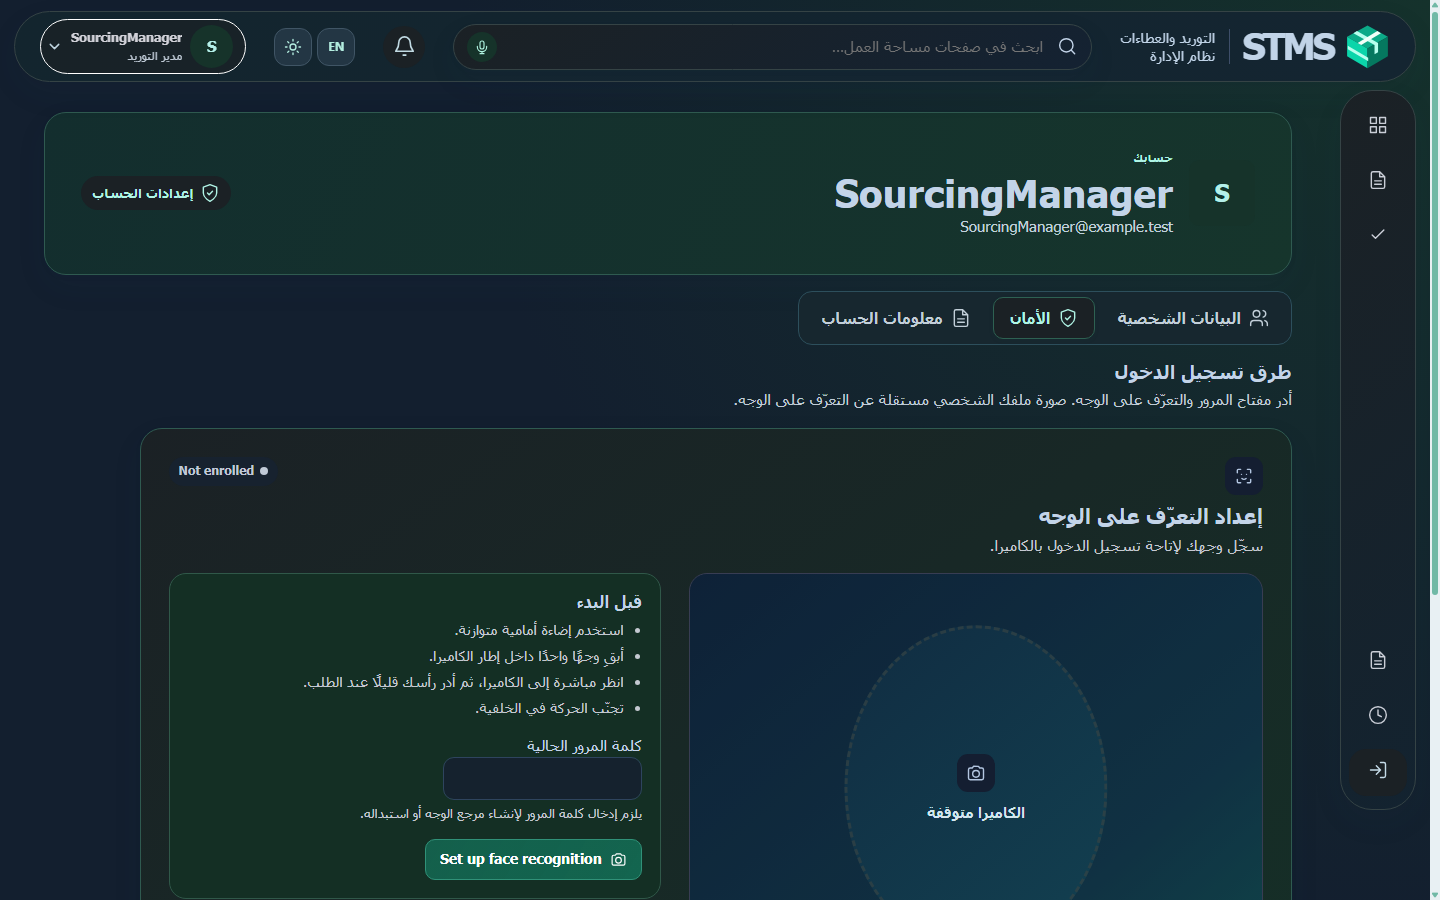 STMS
التوريد والعطاءات
نظام الإدارة
ابحث في صفحات مساحة العمل...
EN
S
SourcingManager
مدير التوريد
حسابك
S
SourcingManager
SourcingManager@example.test
إعدادات الحساب
البيانات الشخصية
الأمان
معلومات الحساب
طرق تسجيل الدخول
أدر مفتاح المرور والتعرّف على الوجه. صورة ملفك الشخصي مستقلة عن التعرّف على الوجه.
Not enrolled
إعداد التعرّف على الوجه
سجّل وجهك لإتاحة تسجيل الدخول بالكاميرا.
الكاميرا متوقفة
قبل البدء
استخدم إضاءة أمامية متوازنة.
أبقِ وجهًا واحدًا داخل إطار الكاميرا.
انظر مباشرة إلى الكاميرا، ثم أدر رأسك قليلًا عند الطلب.
تجنّب الحركة في الخلفية.
كلمة المرور الحالية
يلزم إدخال كلمة المرور لإنشاء مرجع الوجه أو استبداله.
Set up face recognition